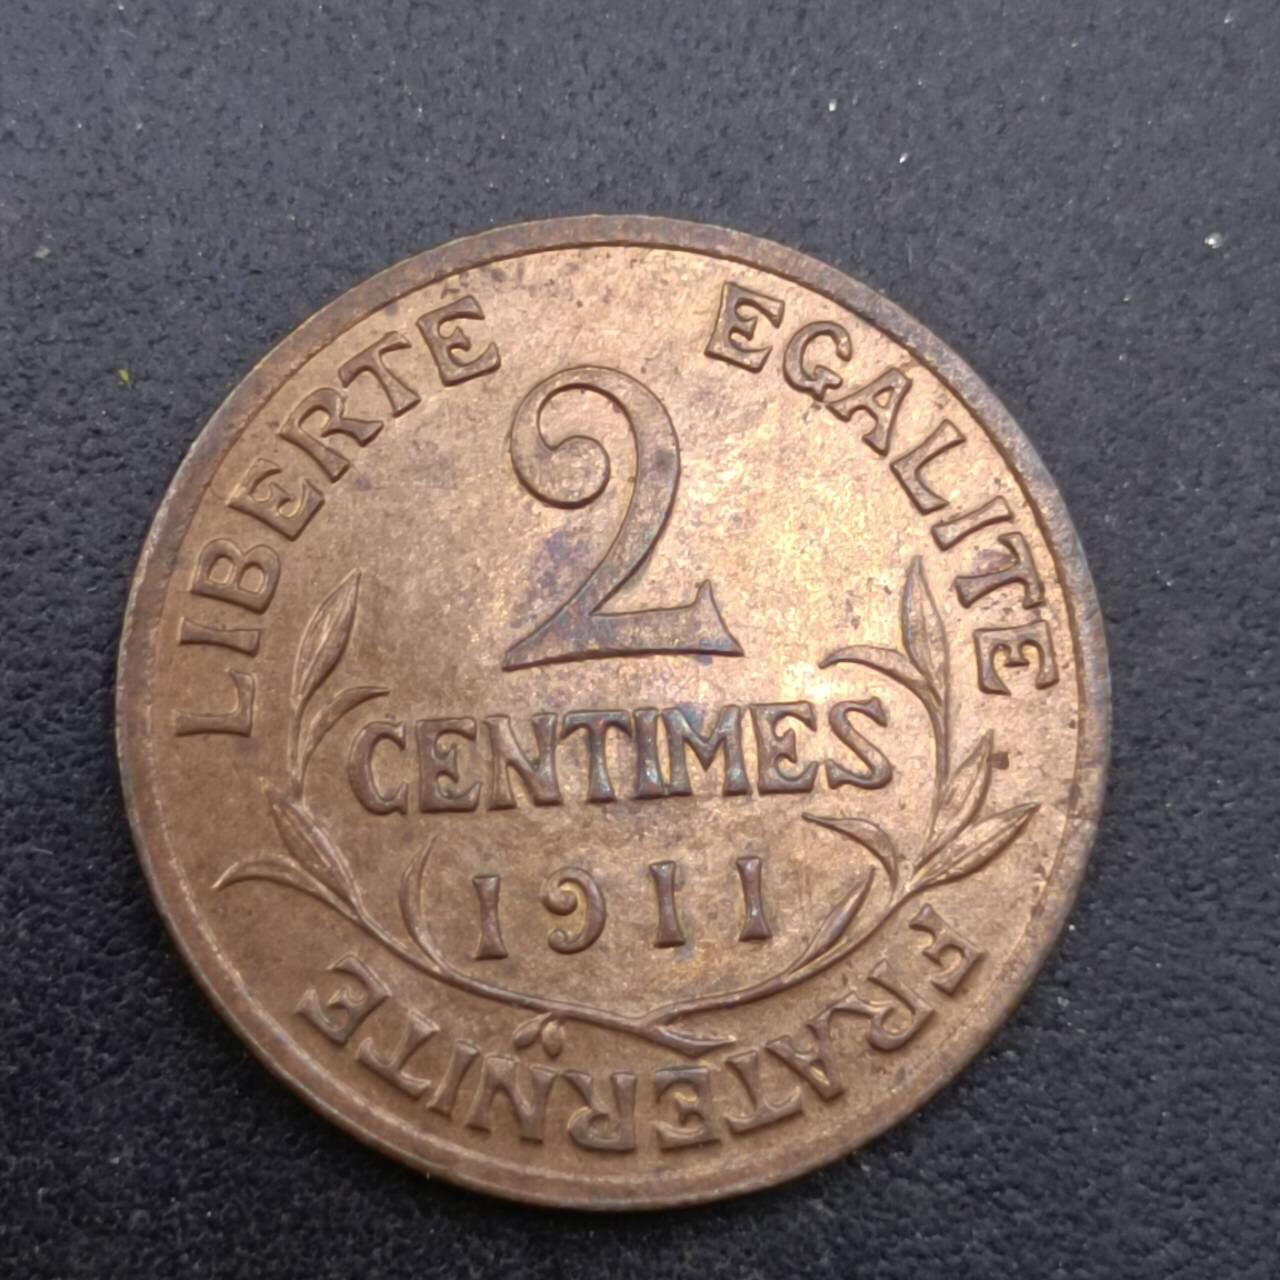 LIBERTE EGALITE
2
CENTIMES
1911
FRATERNITE